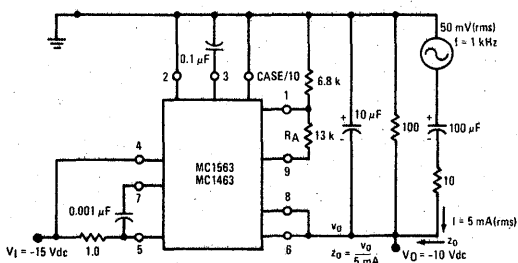 50 mV(rms)
f = 1 kHz
0.1 µF
2
3
CASE/10
6.8 k
1
RA
13 k
10 µF
+
-
100
+
-
100 µF
4
MC1563
MC1463
9
7
8
10
0.001 µF
I = 5 mA(rms)
VI = -15 Vdc
1.0
5
6
vo
zo = vo
5 mA
zo
VO = -10 Vdc